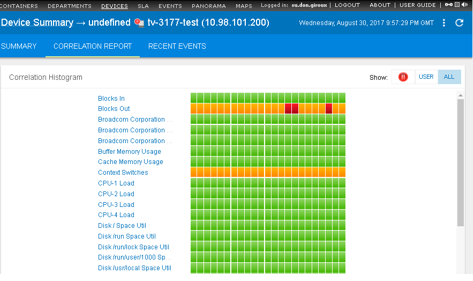 CONTAINERS DEPARTMENTS DEVICES SLA EVENTS PANORAMA MAPS Logged in: LOGOUT ABOUT | USER GUIDE |
Device Summary → undefined tv-3177-test (10.98.101.200) Wednesday, August 30, 2017 9:57:29 PM GMT
SUMMARY CORRELATION REPORT RECENT EVENTS
Correlation Histogram Show: USER ALL
Blocks In
Blocks Out
Broadcom Corporation ...
Broadcom Corporation ...
Broadcom Corporation ...
Buffer Memory Usage
Cache Memory Usage
Context Switches
CPU-1 Load
CPU-2 Load
CPU-3 Load
CPU-4 Load
Disk / Space Util
Disk /run Space Util
Disk /run/lock Space Util
Disk /run/user/1000 Sp...
Disk /usr/local Space Util